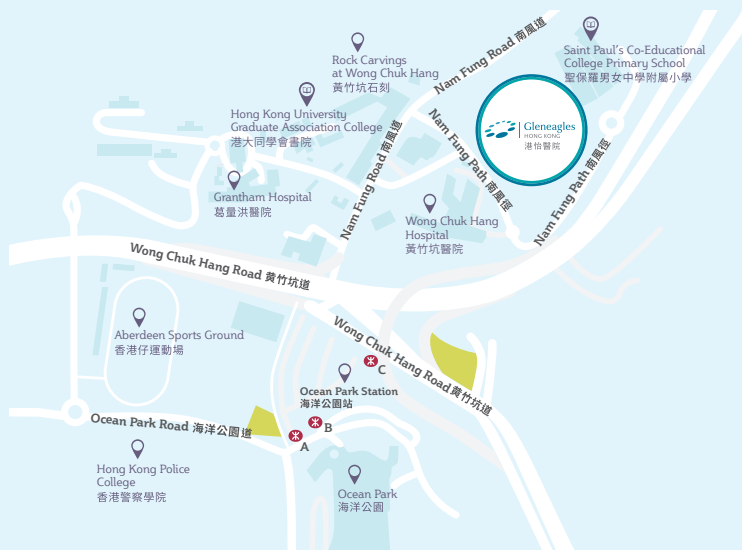 Rock Carvings
at Wong Chuk Hang
黃竹坑石刻
Nam Fung Road 南風道
Saint Paul's Co-Educational
College Primary School
聖保羅男女中學附屬小學
Hong Kong University
Graduate Association College
港大同學會書院
Gleneagles
HONG KONG
港怡醫院
Nam Fung Road 南風道
Nam Fung Path 南風徑
Nam Fung Path 南風徑
Grantham Hospital
葛量洪醫院
Wong Chuk Hang
Hospital
黃竹坑醫院
Wong Chuk Hang Road 黄竹坑道
Aberdeen Sports Ground
香港仔運動場
Wong Chuk Hang Road 黄竹坑道
C
Ocean Park Station
海洋公園站
Ocean Park Road 海洋公園道
B
A
Hong Kong Police
College
香港警察學院
Ocean Park
海洋公園